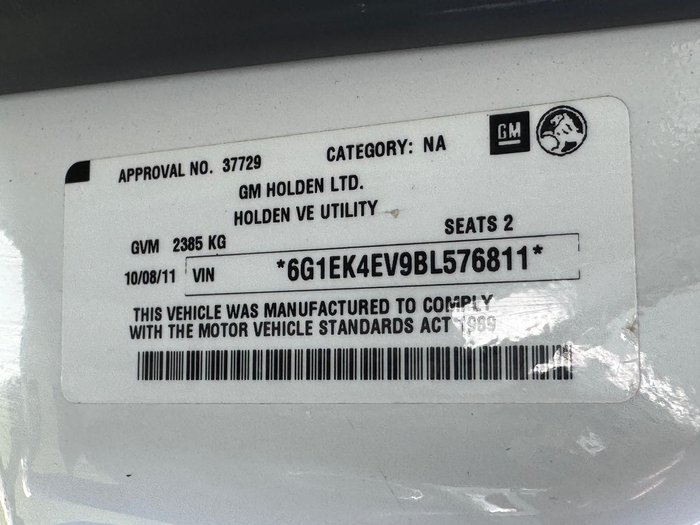 GM
APPROVAL NO. 37729 CATEGORY: NA
GM HOLDEN LTD.
HOLDEN VE UTILITY
GVM 2385 KG SEATS 2
10/08/11 VIN *6G1EK4EV9BL576811*
THIS VEHICLE WAS MANUFACTURED TO COMPLY
WITH THE MOTOR VEHICLE STANDARDS ACT 1989